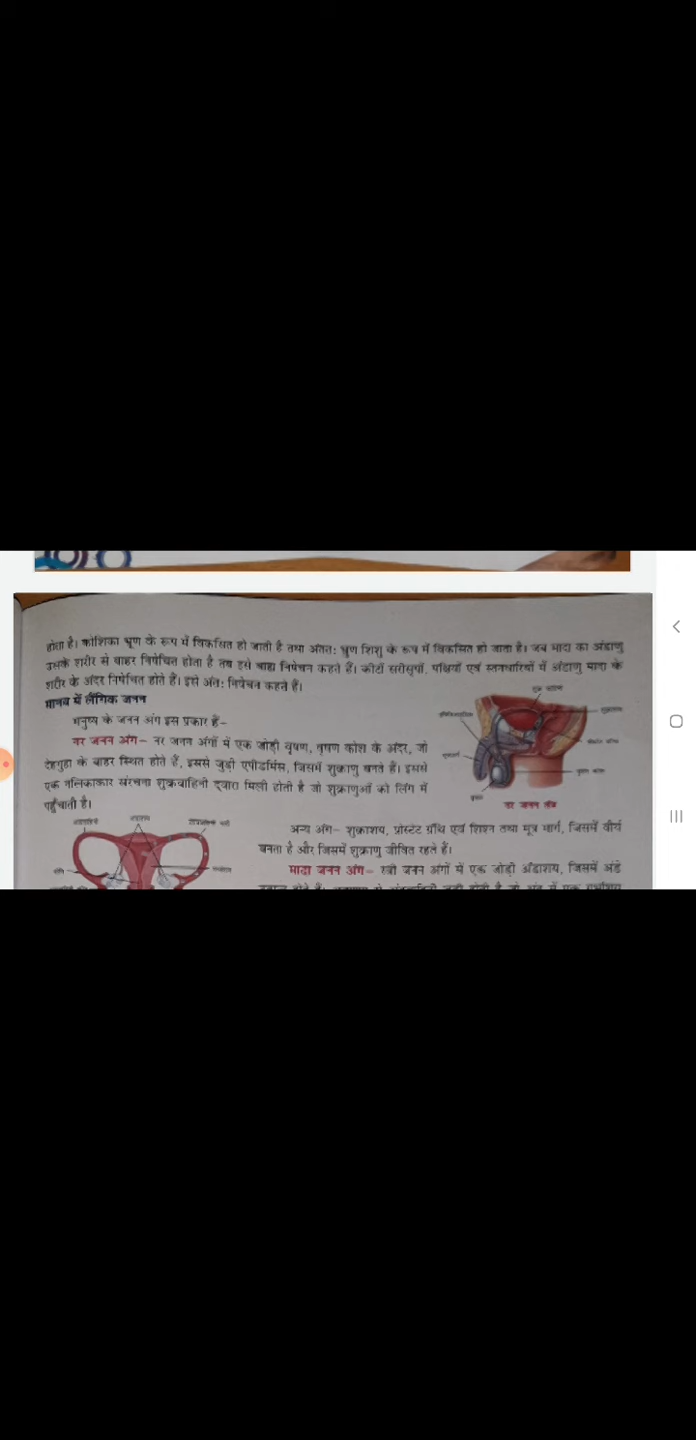 होता है। कोशिका भ्रूण के रूप में विकसित हो जाती है तथा अंतत: भ्रुण शिशु के रूप में विकसित हो जाता है। जब मादा का अंडाणु
उसके शरीर से बाहर निषेचित होता है तब इसे बाह्य निषेचन कहते हैं। कीटों सरीसृपों, पक्षियों एवं स्तनधारियों में अंडाणु मादा के
शरीर के अंदर निषेचित होते हैं। इसे अंत: निषेचन कहते हैं।
मानव में लैंगिक जनन
मनुष्य के जनन अंग इस प्रकार हैं–
नर जनन अंग– नर जनन अंगों में एक जोड़ी वृषण, वृषण कोश के अंदर, जो
देहगुहा के बाहर स्थित होते हैं, इससे जुड़ी एपीडर्मिस, जिसमें शुक्राणु बनते हैं। इससे
एक नलिकाकार संरचना शुक्रवाहिनी द्वारा मिली होती है जो शुक्राणुओं को लिंग में
पहुँचाती है।
नर जनन तंत्र
अन्य अंग– शुक्राशय, प्रोस्टेट ग्रंथि एवं शिश्न तथा मूत्र मार्ग, जिसमें वीर्य
बनता है और जिसमें शुक्राणु जीवित रहते हैं।
मादा जनन अंग– स्त्री जनन अंगों में एक जोड़ी अंडाशय, जिसमें अंडे